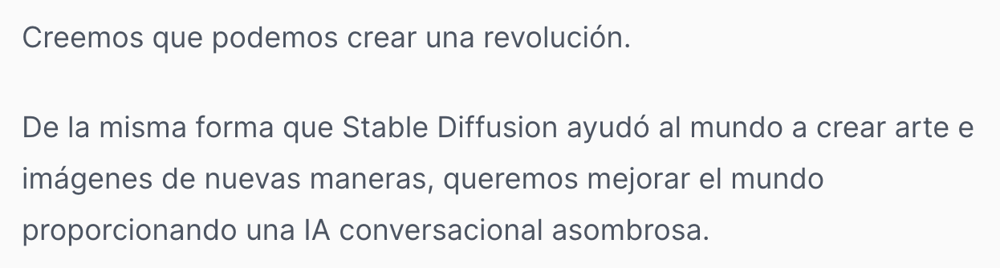 Creemos que podemos crear una revolución.
De la misma forma que Stable Diffusion ayudó al mundo a crear arte e
imágenes de nuevas maneras, queremos mejorar el mundo
proporcionando una IA conversacional asombrosa.